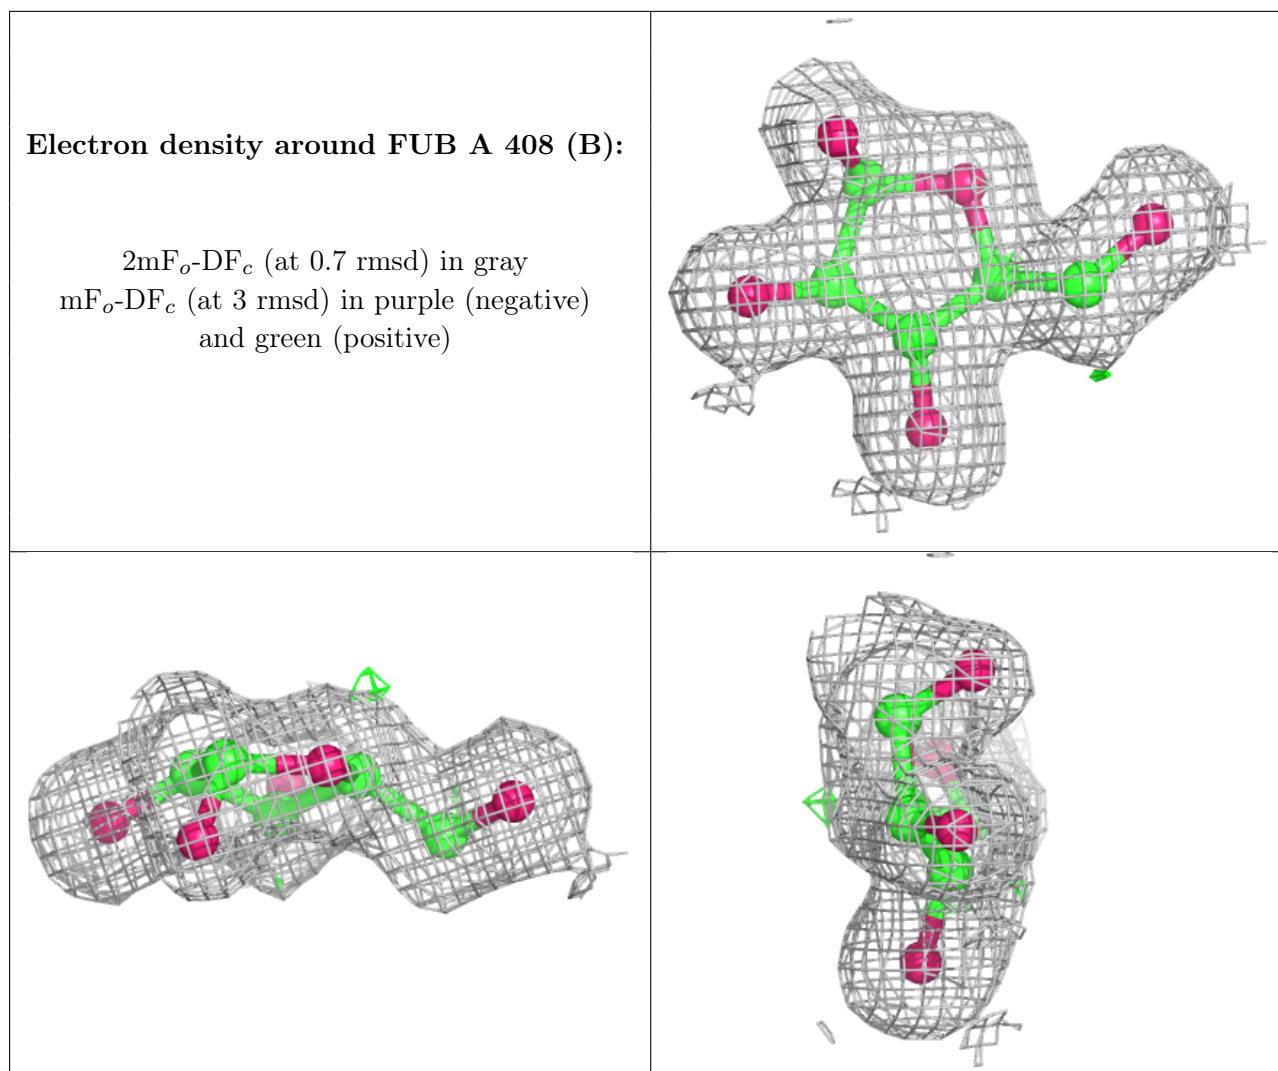 Electron density around FUB A 408 (B):
2mFₒ-DF𝒸 (at 0.7 rmsd) in gray
mFₒ-DF𝒸 (at 3 rmsd) in purple (negative)
and green (positive)